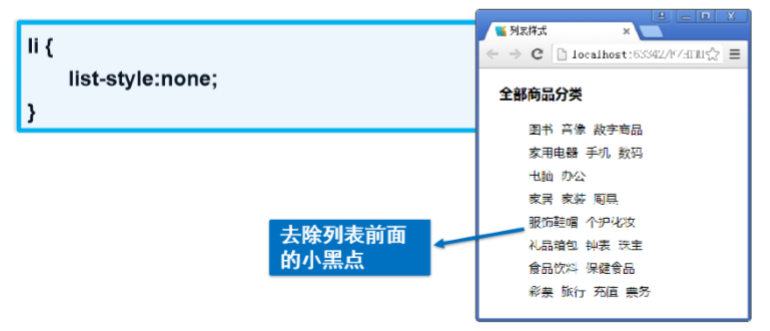 li {
list-style:none;
}
列表样式
localhost:63342/
全部商品分类
图书 音像 数字商品
家用电器 手机 数码
电脑 办公
家居 家装 厨具
服饰鞋帽 个护化妆
礼品箱包 钟表 珠宝
食品饮料 保健食品
彩票 旅行 充值 票务
去除列表前面
的小黑点